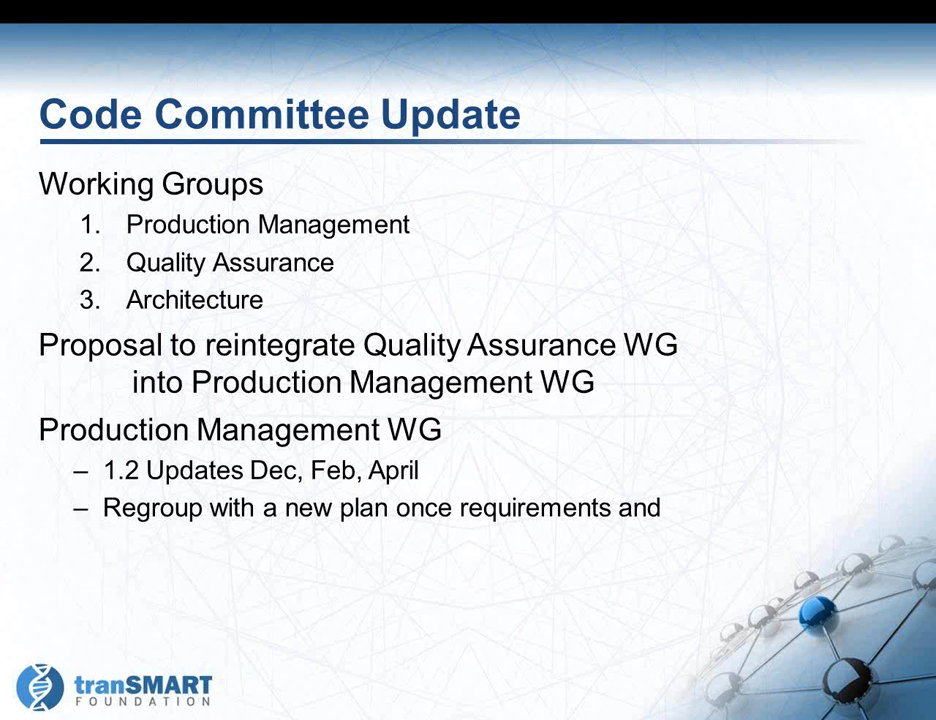 Code Committee Update
Working Groups
1. Production Management
2. Quality Assurance
3. Architecture
Proposal to reintegrate Quality Assurance WG
into Production Management WG
Production Management WG
– 1.2 Updates Dec, Feb, April
– Regroup with a new plan once requirements and
tranSMART
FOUNDATION